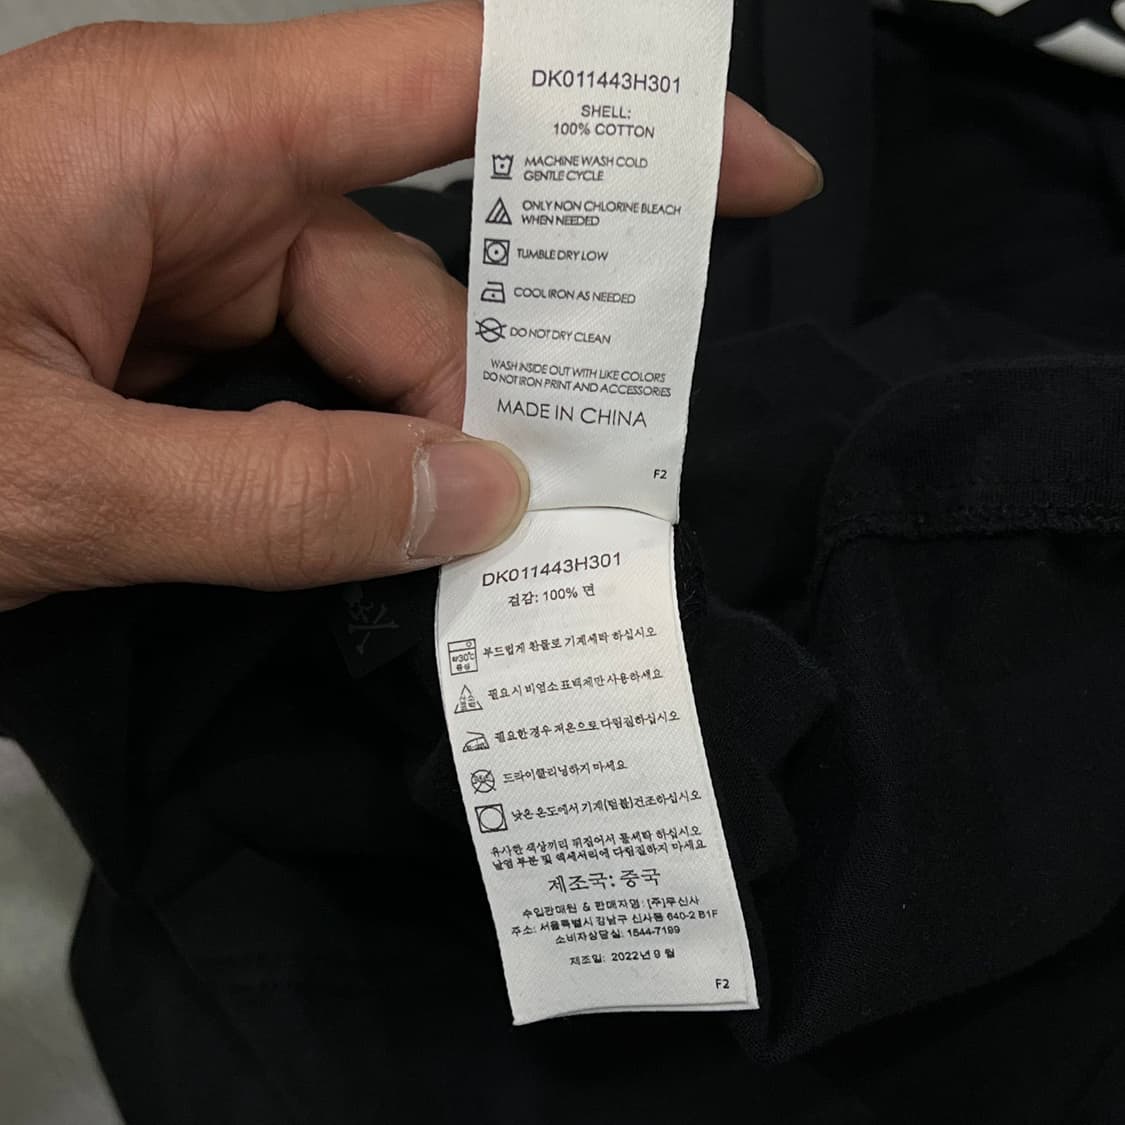 DK011443H301
SHELL:
100% COTTON
MACHINE WASH COLD
GENTLE CYCLE
ONLY NON CHLORINE BLEACH
WHEN NEEDED
TUMBLE DRY LOW
COOL IRON AS NEEDED
DO NOT DRY CLEAN
WASH INSIDE OUT WITH LIKE COLORS
DO NOT IRON PRINT AND ACCESSORIES
MADE IN CHINA
F2
DK011443H301
겉감: 100% 면
부드럽게 찬물로 기계세탁 하십시오
필요시 비염소 표백제만 사용하세요
필요한 경우 저온으로 다림질하십시오
드라이클리닝하지 마세요
낮은 온도에서 기계(텀블)건조하십시오
유사한 색상끼리 뒤집어서 통세탁 하십시오
날염 부분 및 액세서리에 다림질하지 마세요
제조국: 중국
수입판매원 & 판매자명: [주]무신사
주소: 서울특별시 강남구 신사동 640-2 B1F
소비자상담실: 1544-7199
제조일: 2022년 9 월
F2